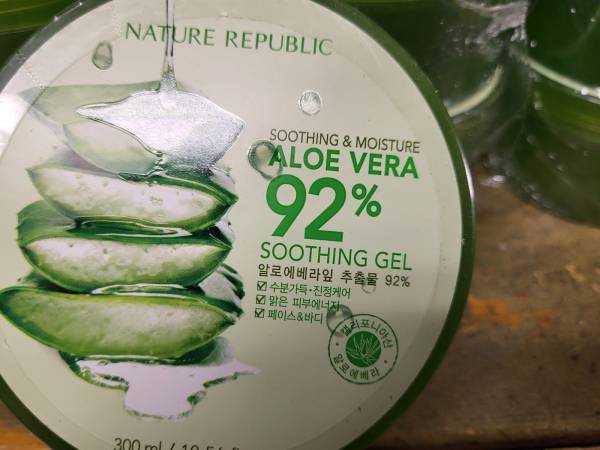 NATURE REPUBLIC
SOOTHING & MOISTURE
ALOE VERA
92%
SOOTHING GEL
알로에베라잎 추출물 92%
수분가득·진정케어
맑은 피부에너지
페이스&바디
캘리포니아산
알로에베라
300 ml /